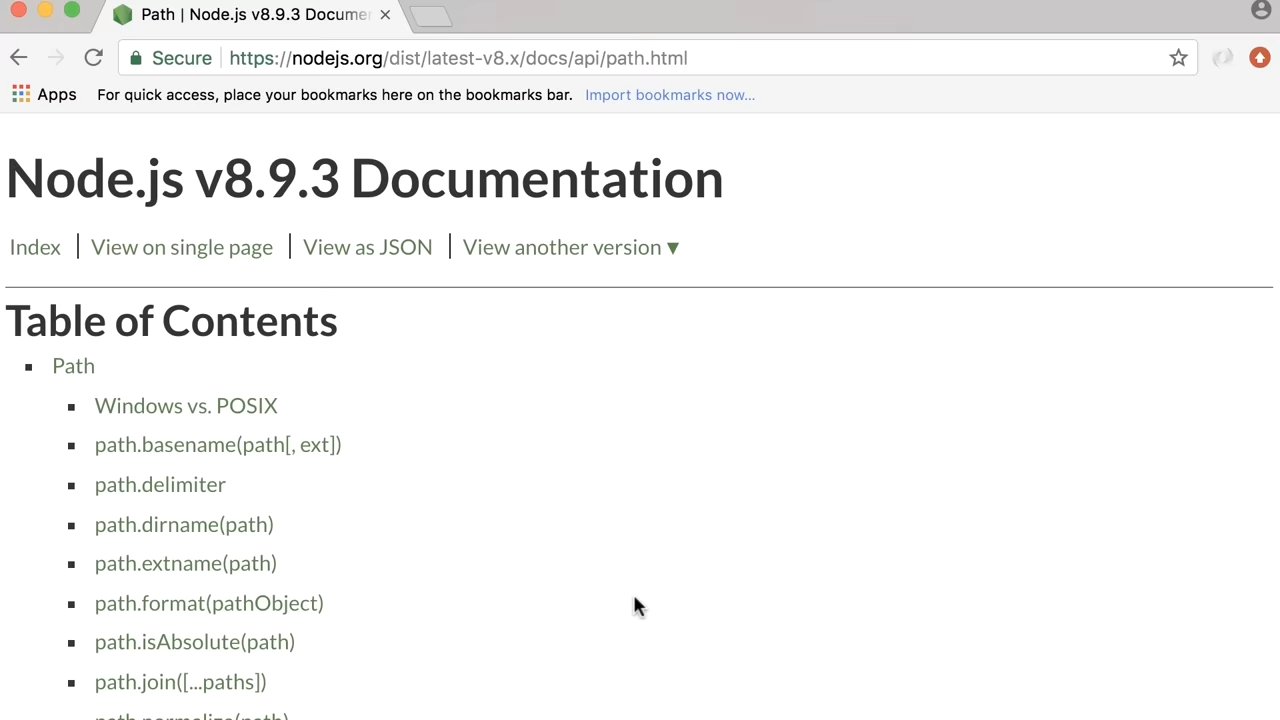 Path | Node.js v8.9.3 Documen
Secure https://nodejs.org/dist/latest-v8.x/docs/api/path.html
Apps For quick access, place your bookmarks here on the bookmarks bar. Import bookmarks now...
Node.js v8.9.3 Documentation
Index View on single page View as JSON View another version ▼
Table of Contents
Path
Windows vs. POSIX
path.basename(path[, ext])
path.delimiter
path.dirname(path)
path.extname(path)
path.format(pathObject)
path.isAbsolute(path)
path.join([...paths])
path.normalize(path)